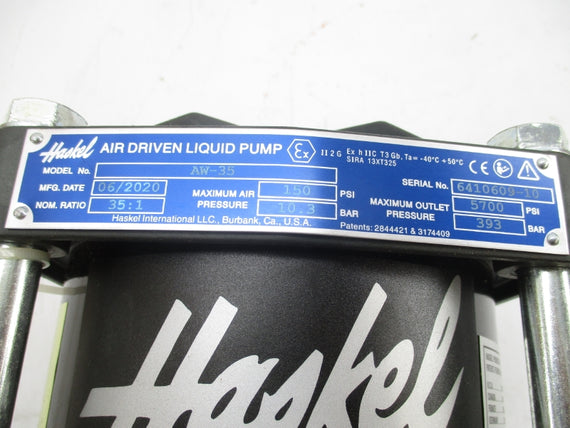 Haskel AIR DRIVEN LIQUID PUMP Ex II 2 G Ex h IIC T3 Gb, Ta= -40°C +50°C
SIRA 13XT325
CE
MODEL No. AW-35 SERIAL No. 6410609-10
MFG. DATE 06/2020 MAXIMUM AIR PRESSURE 150 PSI MAXIMUM OUTLET PRESSURE 5700 PSI
NOM. RATIO 35:1 10.3 BAR 393 BAR
Haskel International LLC., Burbank, Ca., U.S.A. Patents: 2844421 & 3174409
Haskel